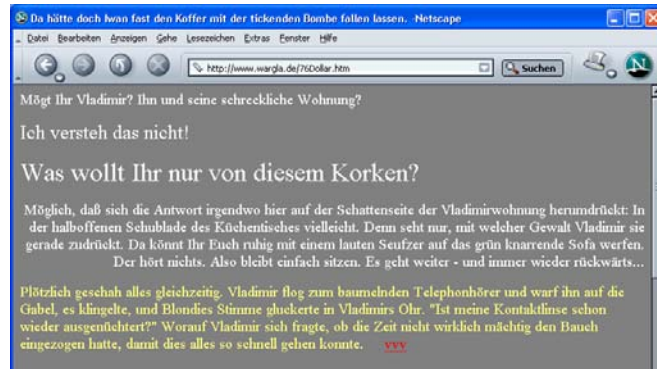 Da hätte doch Iwan fast den Koffer mit der tickenden Bombe fallen lassen. -Netscape
Datei Bearbeiten Anzeigen Gehe Lesezeichen Extras Fenster Hilfe
http://www.wargla.de/76Dollar.htm
Suchen
N
Mögt Ihr Vladimir? Ihn und seine schreckliche Wohnung?
Ich versteh das nicht!
Was wollt Ihr nur von diesem Korken?
Möglich, daß sich die Antwort irgendwo hier auf der Schattenseite der Vladimirwohnung herumdrückt: In
der halboffenen Schublade des Küchentisches vielleicht. Denn seht nur, mit welcher Gewalt Vladimir sie
gerade zudrückt. Da könnt Ihr Euch ruhig mit einem lauten Seufzer auf das grün knarrende Sofa werfen.
Der hört nichts. Also bleibt einfach sitzen. Es geht weiter - und immer wieder rückwärts...
Plötzlich geschah alles gleichzeitig. Vladimir flog zum baumelnden Telephonhörer und warf ihn auf die
Gabel, es klingelte, und Blondies Stimme gluckerte in Vladimirs Ohr. "Ist meine Kontaktlinse schon
wieder ausgenüchtert?" Worauf Vladimir sich fragte, ob die Zeit nicht wirklich mächtig den Bauch
eingezogen hatte, damit dies alles so schnell gehen konnte. vvv